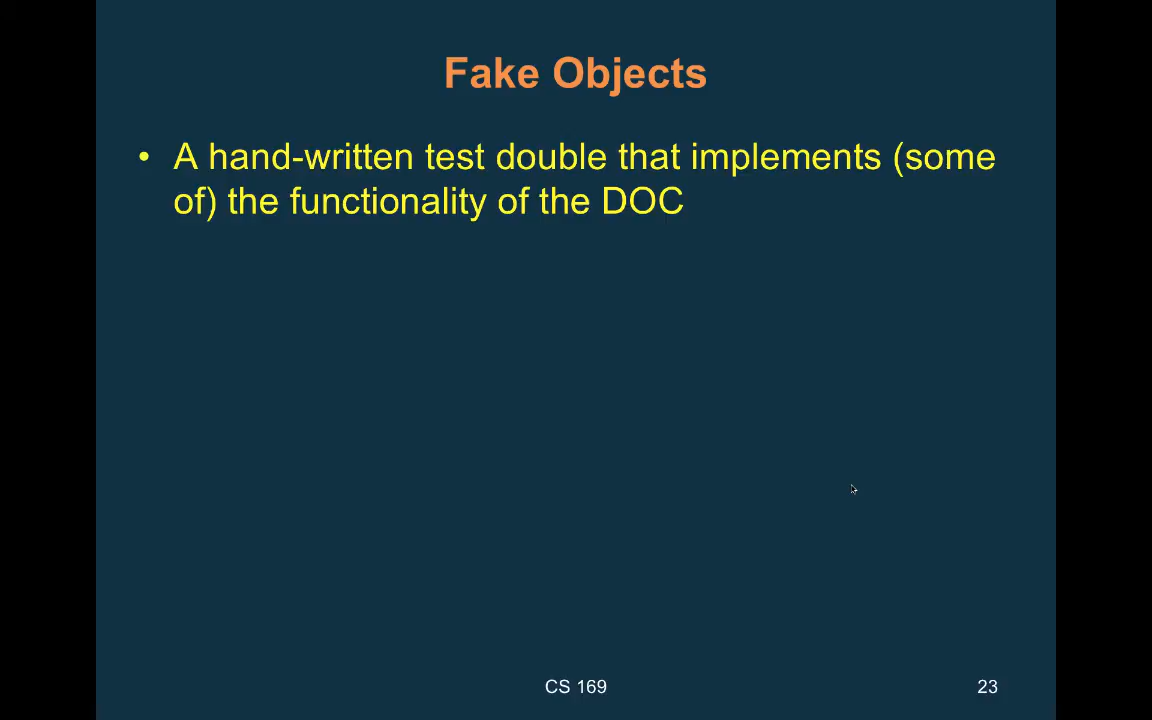 Fake Objects
• A hand-written test double that implements (some
of) the functionality of the DOC
CS 169
23